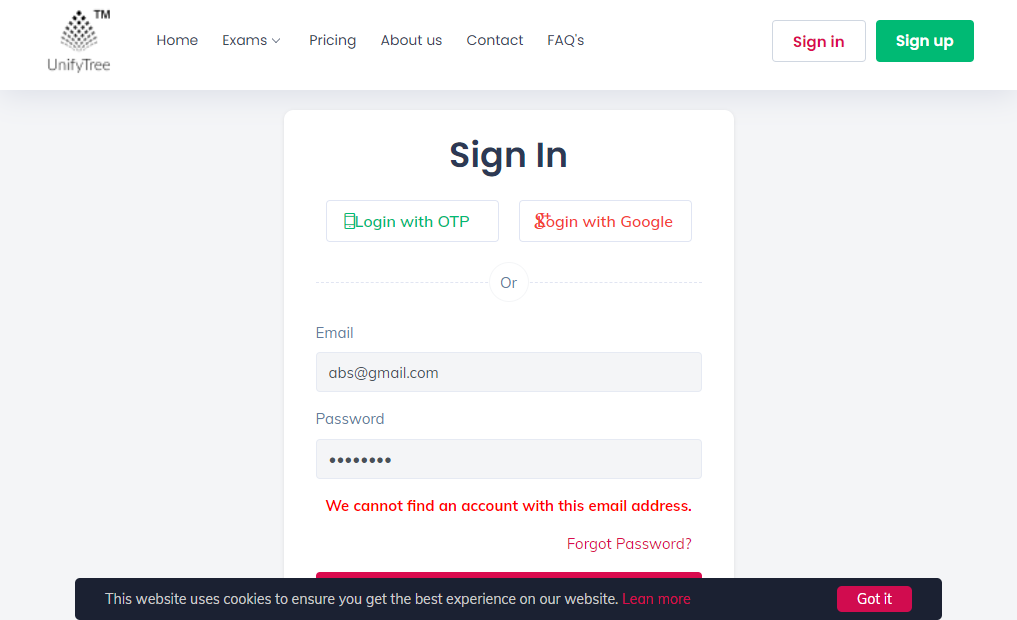 TM
UnifyTree
Home Exams Pricing About us Contact FAQ's Sign in Sign up
Sign In
Login with OTP Login with Google
Or
Email
abs@gmail.com
Password
••••••••
We cannot find an account with this email address.
Forgot Password?
This website uses cookies to ensure you get the best experience on our website. Learn more Got it